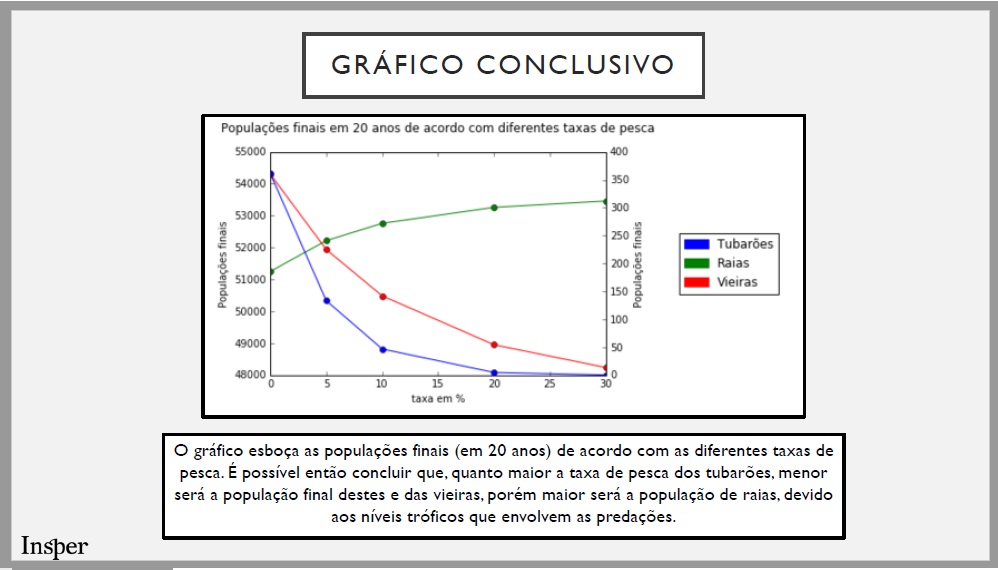 GRÁFICO CONCLUSIVO
Populações finais em 20 anos de acordo com diferentes taxas de pesca
55000
54000
53000
52000
51000
50000
49000
48000
Populações finais
0 5 10 15 20 25 30
taxa em %
400
350
300
250
200
150
100
50
0
Populações finais
Tubarões
Raias
Vieiras
O gráfico esboça as populações finais (em 20 anos) de acordo com as diferentes taxas de
pesca. É possível então concluir que, quanto maior a taxa de pesca dos tubarões, menor
será a população final destes e das vieiras, porém maior será a população de raias, devido
aos níveis tróficos que envolvem as predações.
Insper